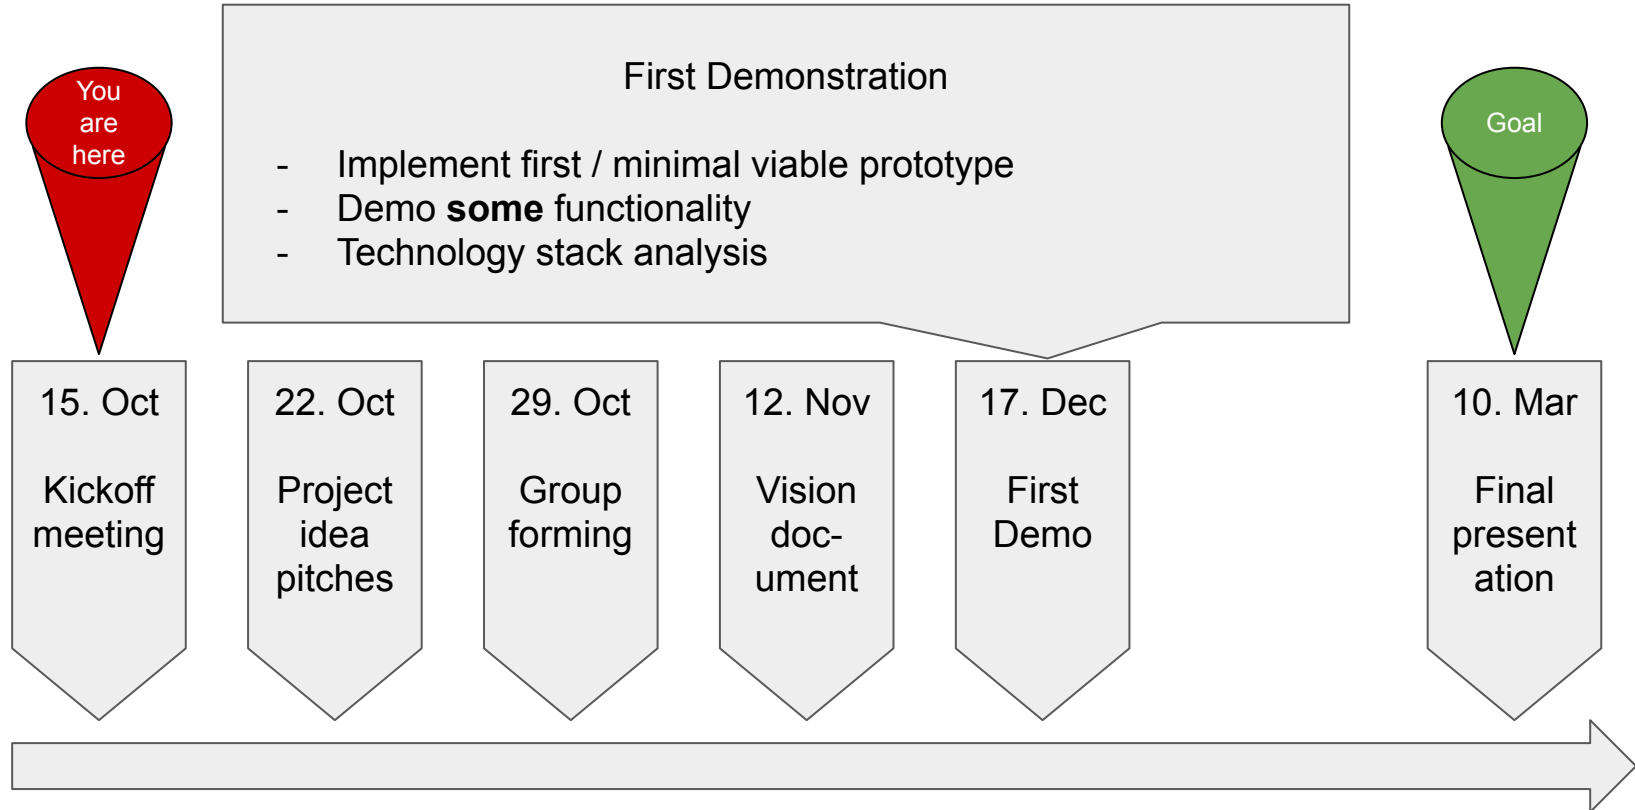 You
are
here
First Demonstration
- Implement first / minimal viable prototype
- Demo some functionality
- Technology stack analysis
Goal
15. Oct
Kickoff
meeting
22. Oct
Project
idea
pitches
29. Oct
Group
forming
12. Nov
Vision
doc-
ument
17. Dec
First
Demo
10. Mar
Final
present
ation